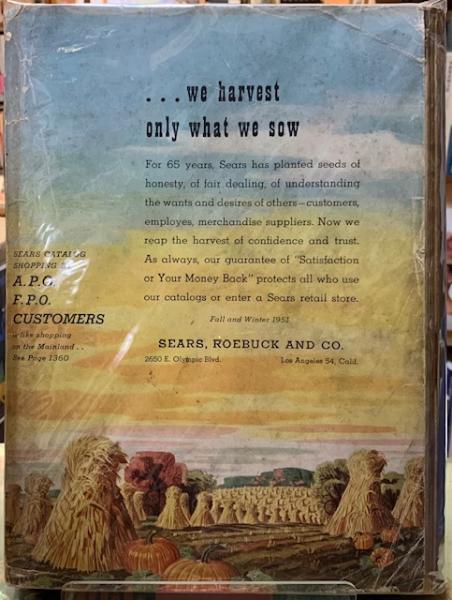 ...we harvest
only what we sow
For 65 years, Sears has planted seeds of
honesty, of fair dealing, of understanding
the wants and desires of others—customers,
employes, merchandise suppliers. Now we
reap the harvest of confidence and trust.
As always, our guarantee of "Satisfaction
or Your Money Back" protects all who use
our catalogs or enter a Sears retail store.
Fall and Winter 1951
SEARS, ROEBUCK AND CO.
2650 E. Olympic Blvd. Los Angeles 54, Calif.
SEARS CATALOG
SHOPPING
A.P.O.
F.P.O.
CUSTOMERS
is like shopping
on the Mainland . .
See Page 1360